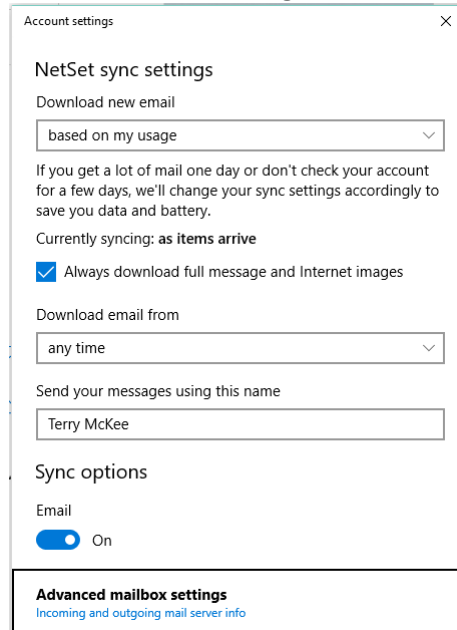 Account settings
NetSet sync settings
Download new email
based on my usage
If you get a lot of mail one day or don't check your account
for a few days, we'll change your sync settings accordingly to
save you data and battery.
Currently syncing: as items arrive
Always download full message and Internet images
Download email from
any time
Send your messages using this name
Terry McKee
Sync options
Email
On
Advanced mailbox settings
Incoming and outgoing mail server info